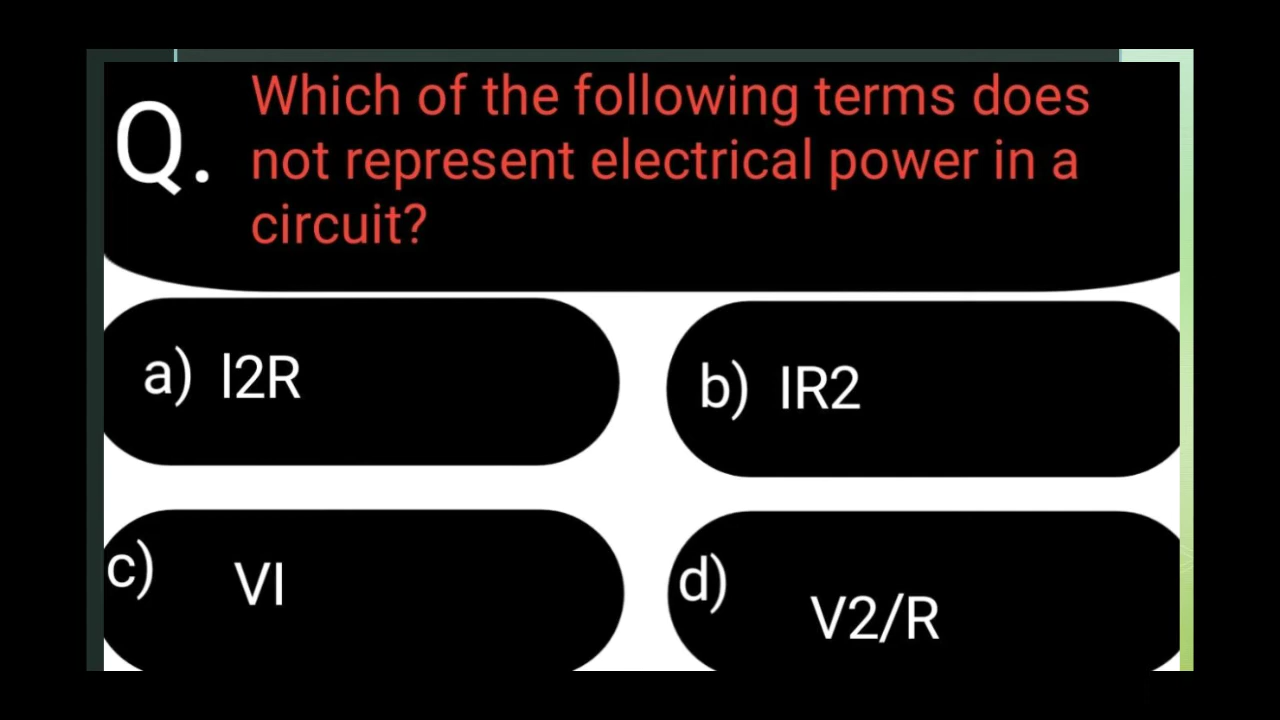 Q.
Which of the following terms does
not represent electrical power in a
circuit?
a) I2R
b) IR2
c) VI
d) V2/R